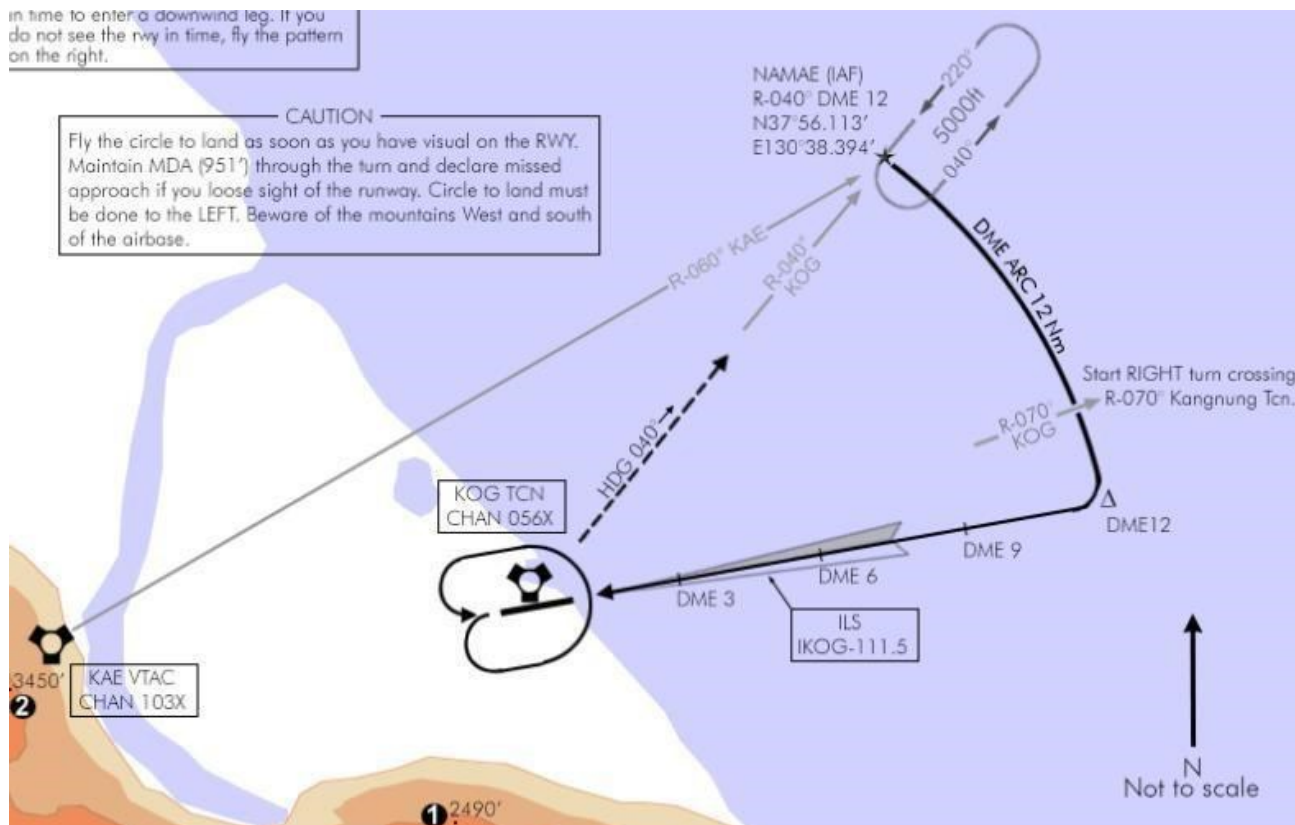 in time to enter a downwind leg. If you
do not see the rwy in time, fly the pattern
on the right.
CAUTION
Fly the circle to land as soon as you have visual on the RWY.
Maintain MDA (951') through the turn and declare missed
approach if you loose sight of the runway. Circle to land must
be done to the LEFT. Beware of the mountains West and south
of the airbase.
NAMAE (IAF)
R-040° DME 12
N37°56.113'
E130°38.394'
220°
5000ft
040°
R-060° KAE
R-040°
KOG
DME ARC 12 Nm
Start RIGHT turn crossing
R-070° Kangnung Tcn.
R-070°
KOG
HDG 040°
KOG TCN
CHAN 056X
DME12
DME 9
DME 6
DME 3
ILS
IKOG-111.5
KAE VTAC
CHAN 103X
3450'
2
1
2490'
N
Not to scale